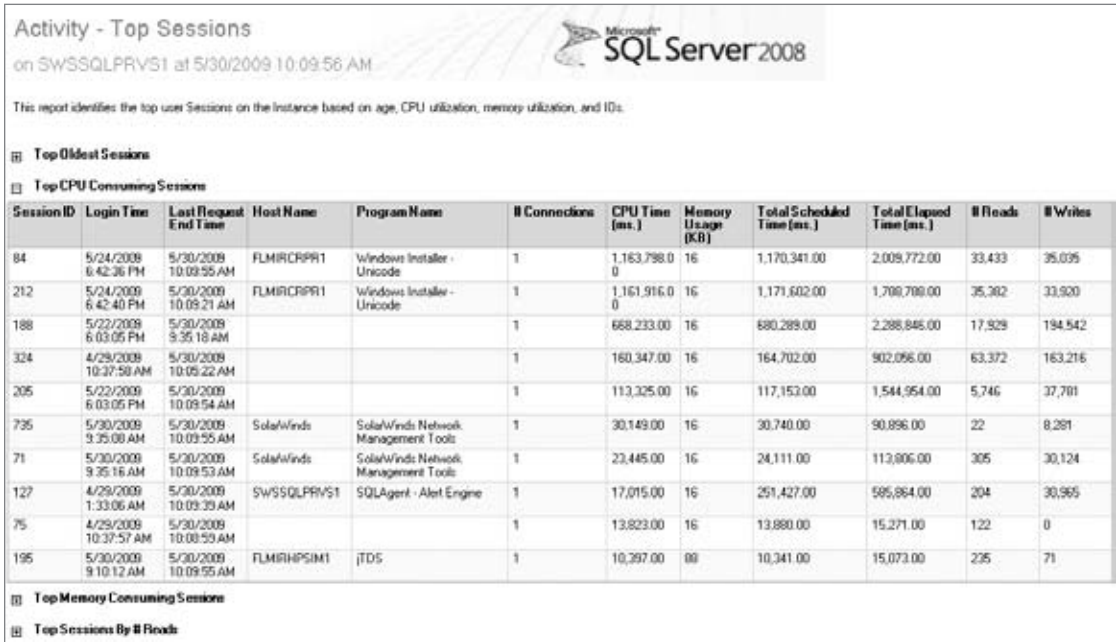 Activity - Top Sessions
on SWSSQLPRVS1 at 5/30/2009 10:09:56 AM
Microsoft
SQL Server 2008
This report identifies the top user Sessions on the Instance based on age, CPU utilization, memory utilization, and IOs.
Top Oldest Sessions
Top CPU Consuming Sessions
Session ID Login Time Last Request End Time Host Name Program Name # Connections CPU Time (ms.) Memory Usage (KB) Total Scheduled Time (ms.) Total Elapsed Time (ms.) # Reads # Writes
84 5/24/2009 6:42:36 PM 5/30/2009 10:09:55 AM FLMIRCRPR1 Windows Installer - Unicode 1 1,163,798.00 16 1,170,341.00 2,009,772.00 33,433 35,035
212 5/24/2009 6:42:40 PM 5/30/2009 10:09:21 AM FLMIRCRPR1 Windows Installer - Unicode 1 1,161,916.00 16 1,171,602.00 1,788,788.00 35,382 33,920
188 5/22/2009 6:03:05 PM 5/30/2009 9:35:18 AM 1 668,233.00 16 680,289.00 2,288,846.00 17,929 194,542
324 4/29/2009 10:37:58 AM 5/30/2009 10:05:22 AM 1 160,347.00 16 164,702.00 902,056.00 63,372 163,216
205 5/22/2009 6:03:05 PM 5/30/2009 10:09:54 AM 1 113,325.00 16 117,153.00 1,544,954.00 5,746 37,781
735 5/30/2009 9:35:08 AM 5/30/2009 10:09:55 AM SolarWinds SolarWinds Network Management Tools 1 30,149.00 16 30,740.00 90,896.00 22 8,281
71 5/30/2009 9:35:16 AM 5/30/2009 10:09:53 AM SolarWinds SolarWinds Network Management Tools 1 23,445.00 16 24,111.00 113,806.00 305 30,124
127 4/29/2009 1:33:06 AM 5/30/2009 10:09:39 AM SWSSQLPRVS1 SQLAgent - Alert Engine 1 17,015.00 16 251,427.00 585,864.00 204 30,965
75 4/29/2009 10:37:57 AM 5/30/2009 10:08:59 AM 1 13,823.00 16 13,880.00 15,271.00 122 0
195 5/30/2009 9:10:12 AM 5/30/2009 10:09:55 AM FLMIRHPSIM1 jTDS 1 10,397.00 88 10,341.00 15,073.00 235 71
Top Memory Consuming Sessions
Top Sessions By # Reads